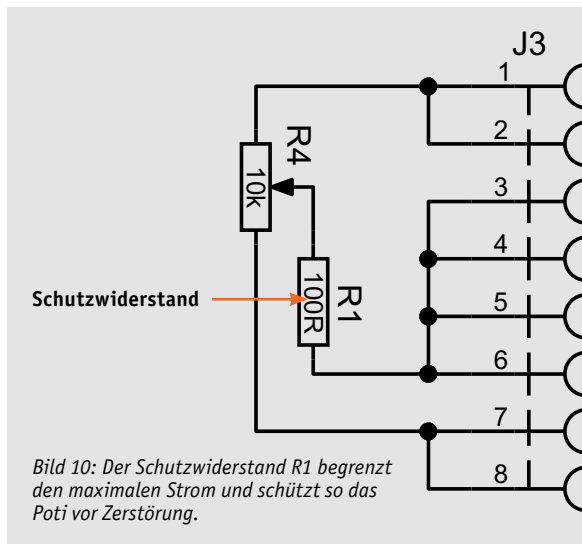 J3
1
2
3
4
5
6
7
8
R4
10k
R1
100R
Schutzwiderstand
Bild 10: Der Schutzwiderstand R1 begrenzt
den maximalen Strom und schützt so das
Poti vor Zerstörung.